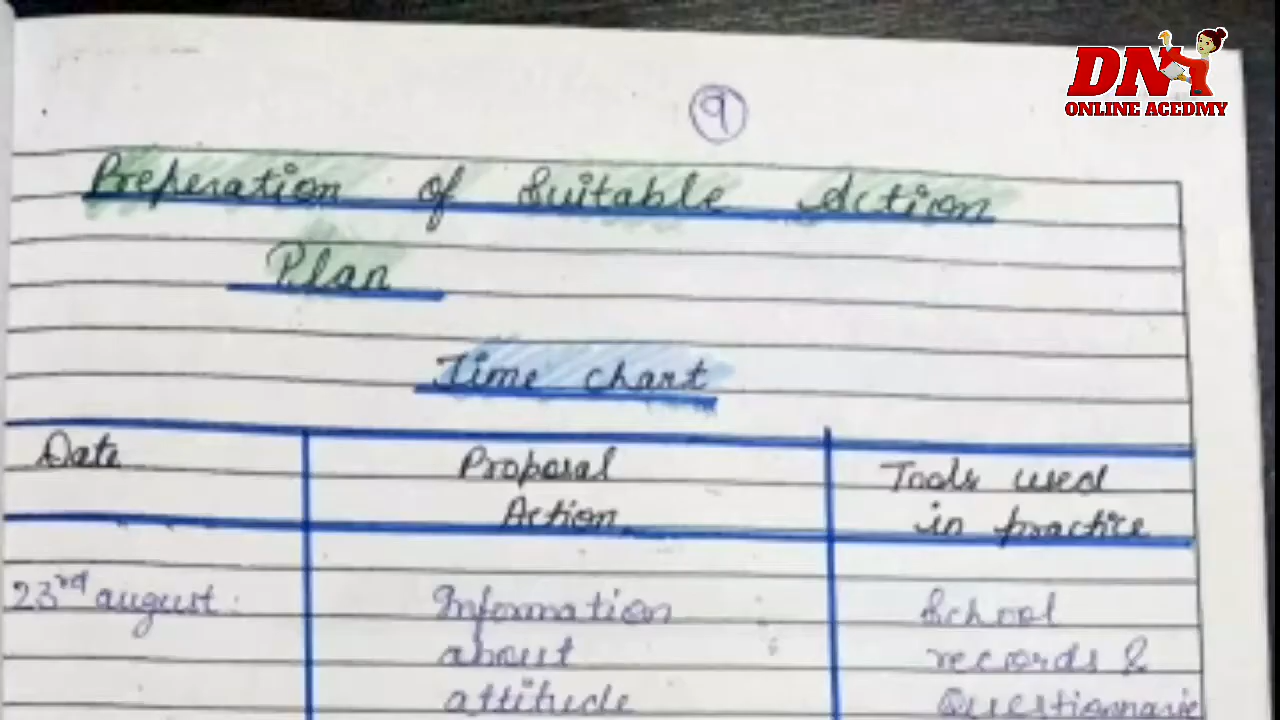 DN
ONLINE ACEDMY
9
Preperation of Suitable Action
Plan
Time chart
Date
Proposal
Action
Tools used
in practice
23rd august.
Information
about
attitude
School
records &
Questionnarie